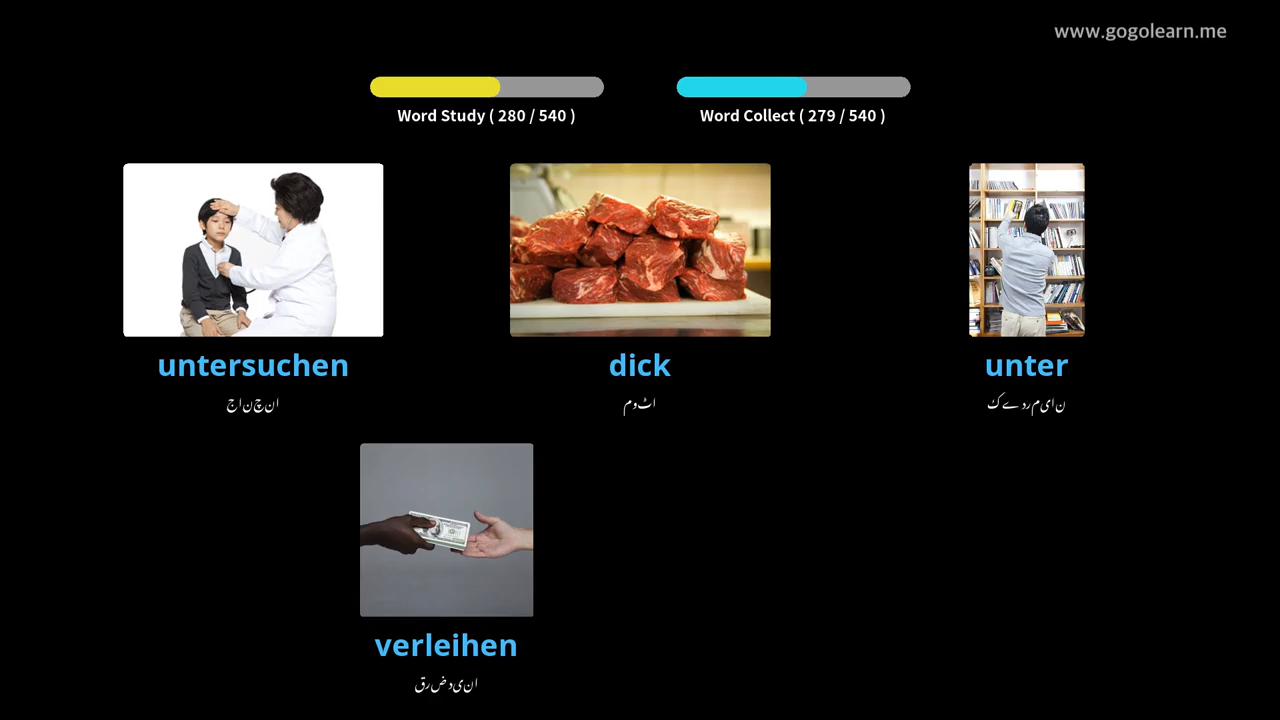 www.gogolearn.me
Word Study ( 280 / 540 )
Word Collect ( 279 / 540 )
untersuchen
جانچنا
dick
موٹا
unter
کے درمیان
verleihen
قرض دینا